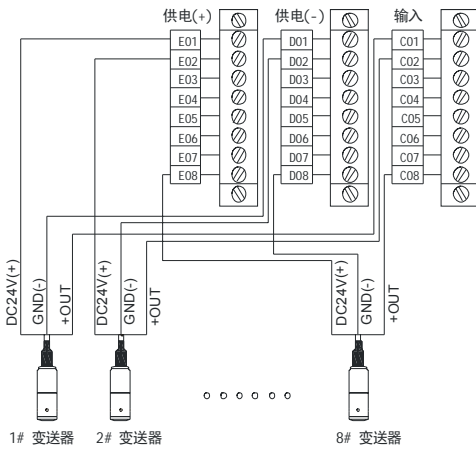 供电(+) 供电(-) 输入
E01 D01 C01
E02 D02 C02
E03 D03 C03
E04 D04 C04
E05 D05 C05
E06 D06 C06
E07 D07 C07
E08 D08 C08
DC24V(+) GND(-) +OUT DC24V(+) GND(-) +OUT DC24V(+) GND(-) +OUT
1# 变送器 2# 变送器 8# 变送器